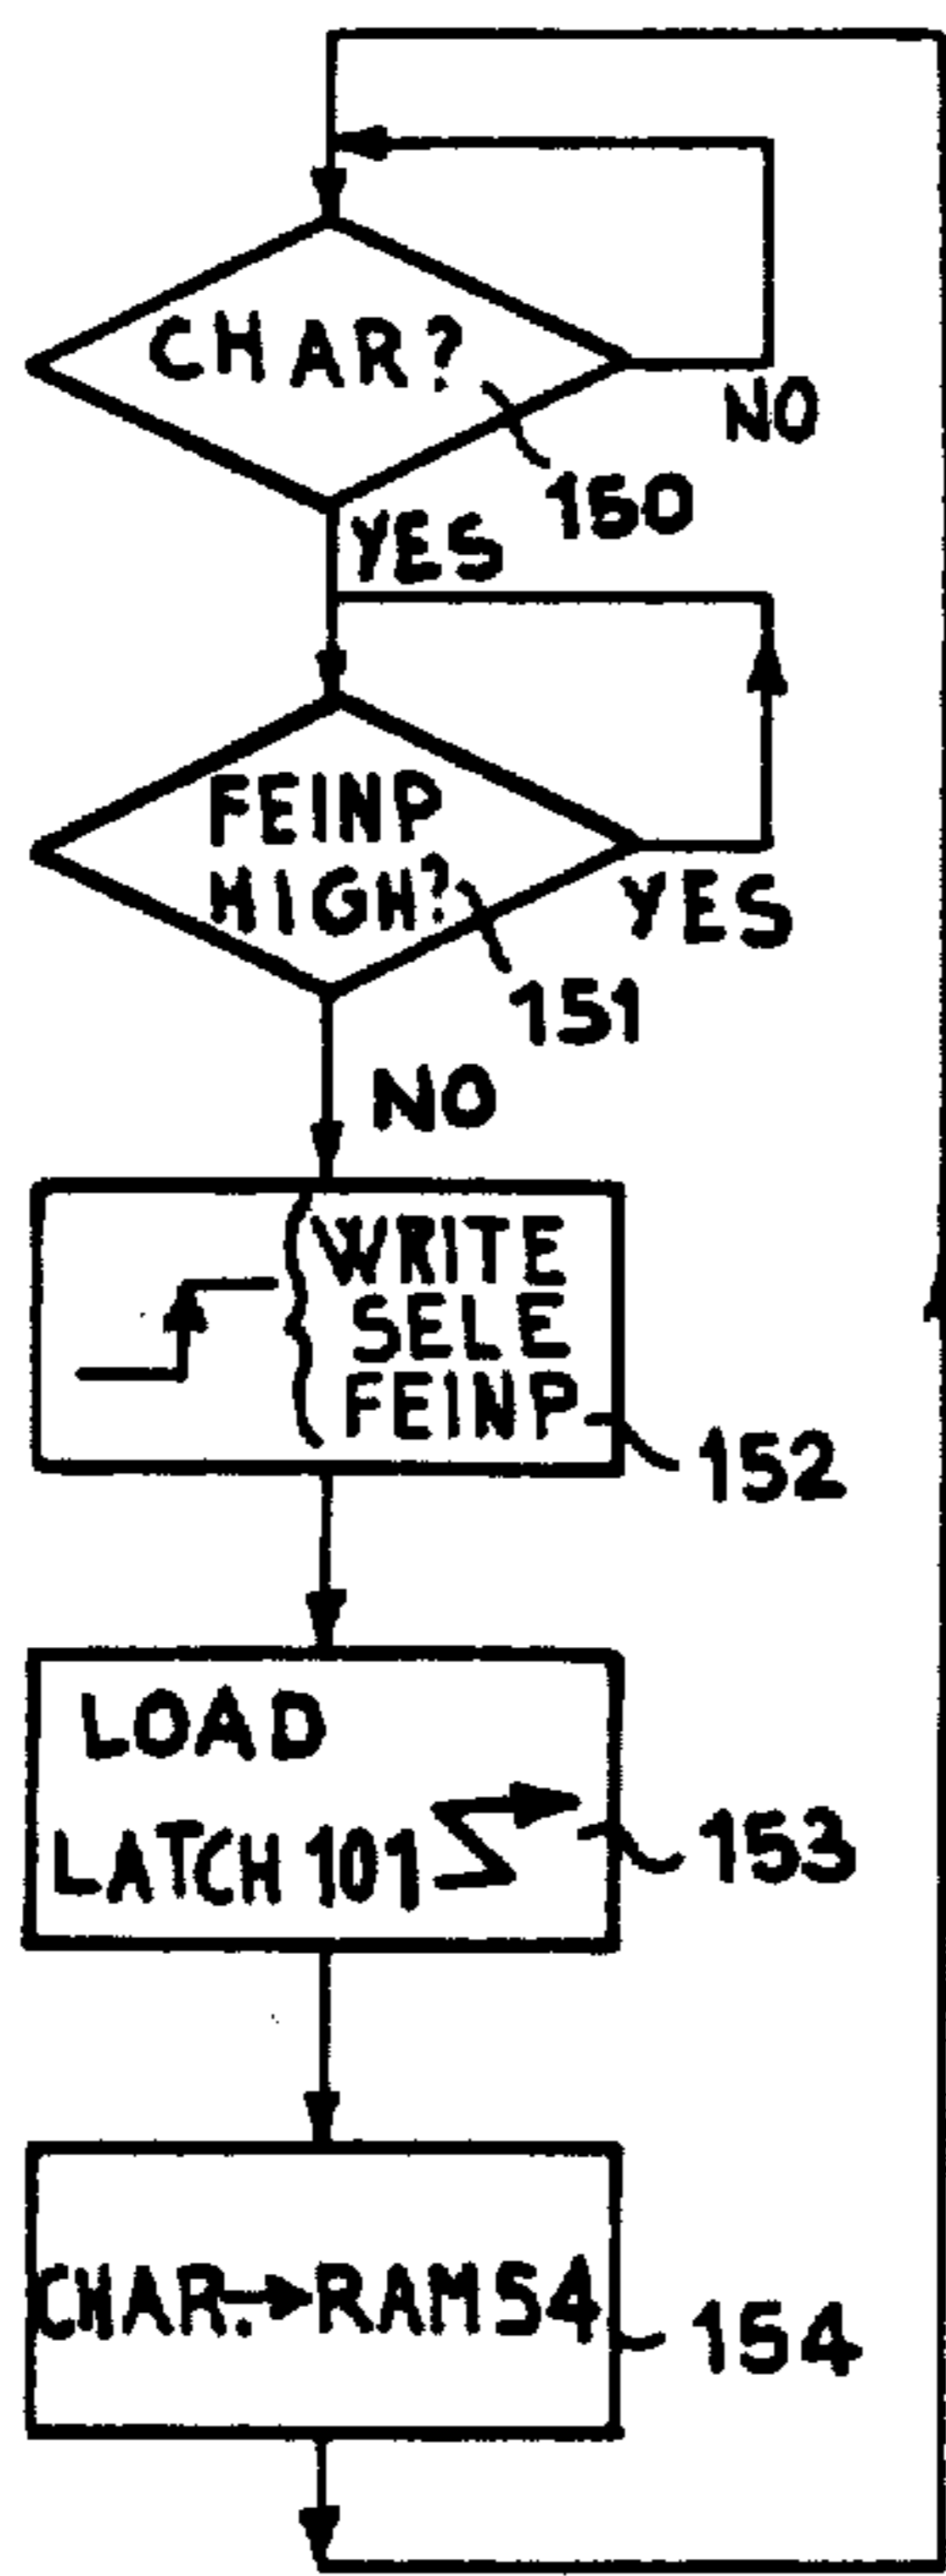 CHAR?
NO
150
YES
FEINP
HIGH?
YES
151
NO
WRITE
SELE
FEINP
152
LOAD
LATCH 101
153
CHAR.→RAM54
154